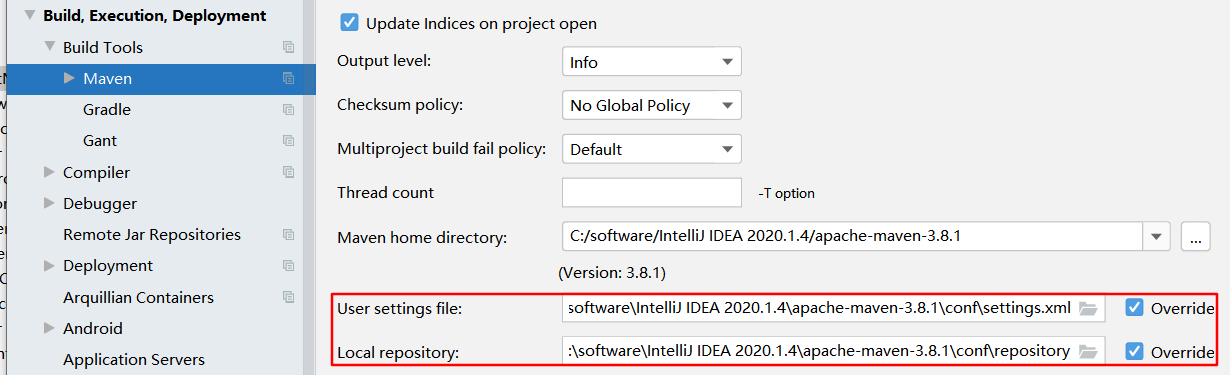 Build, Execution, Deployment
Build Tools
Maven
Gradle
Gant
Compiler
Debugger
Remote Jar Repositories
Deployment
Arquillian Containers
Android
Application Servers
Update Indices on project open
Output level: Info
Checksum policy: No Global Policy
Multiproject build fail policy: Default
Thread count -T option
Maven home directory: C:/software/IntelliJ IDEA 2020.1.4/apache-maven-3.8.1 ...
(Version: 3.8.1)
User settings file: software\IntelliJ IDEA 2020.1.4\apache-maven-3.8.1\conf\settings.xml Override
Local repository: :\software\IntelliJ IDEA 2020.1.4\apache-maven-3.8.1\conf\repository Override